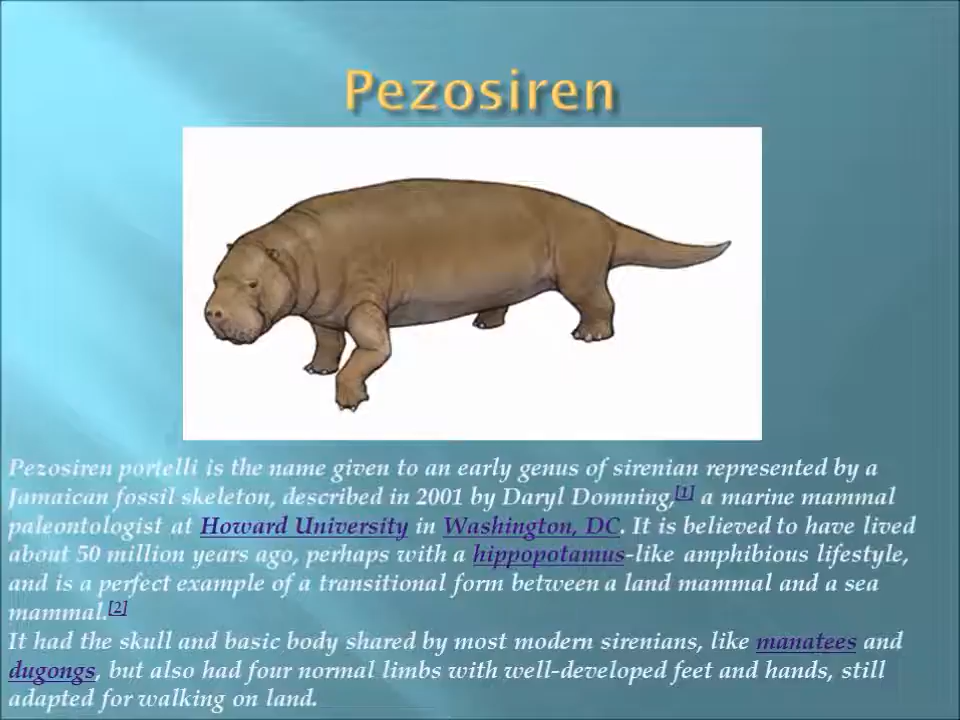 Pezosiren
Pezosiren portelli is the name given to an early genus of sirenian represented by a
Jamaican fossil skeleton, described in 2001 by Daryl Domning,[1] a marine mammal
paleontologist at Howard University in Washington, DC. It is believed to have lived
about 50 million years ago, perhaps with a hippopotamus-like amphibious lifestyle,
and is a perfect example of a transitional form between a land mammal and a sea
mammal.[2]
It had the skull and basic body shared by most modern sirenians, like manatees and
dugongs, but also had four normal limbs with well-developed feet and hands, still
adapted for walking on land.